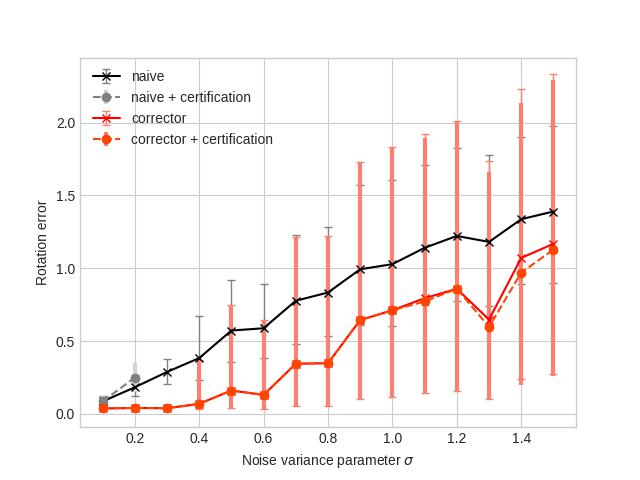 naive
naive + certification
corrector
corrector + certification
Rotation error
2.0
1.5
1.0
0.5
0.0
0.2 0.4 0.6 0.8 1.0 1.2 1.4
Noise variance parameter σ